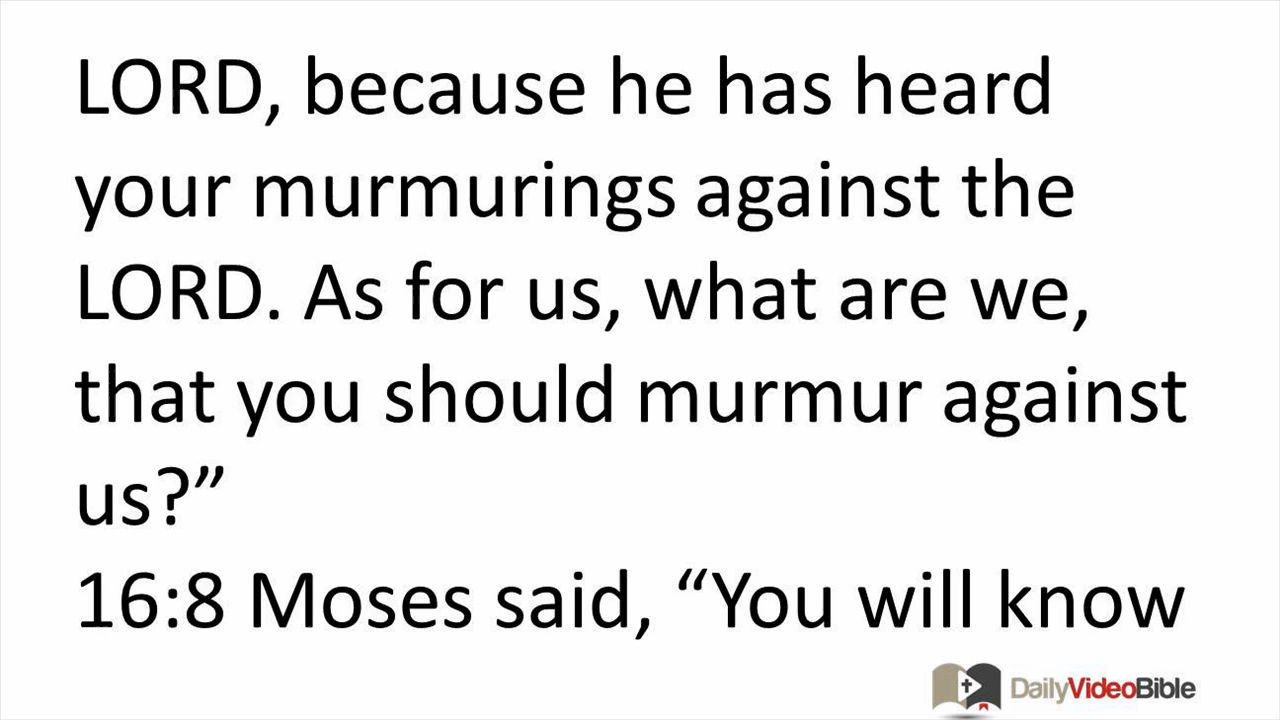 LORD, because he has heard
your murmurings against the
LORD. As for us, what are we,
that you should murmur against
us?”
16:8 Moses said, “You will know
DailyVideoBible